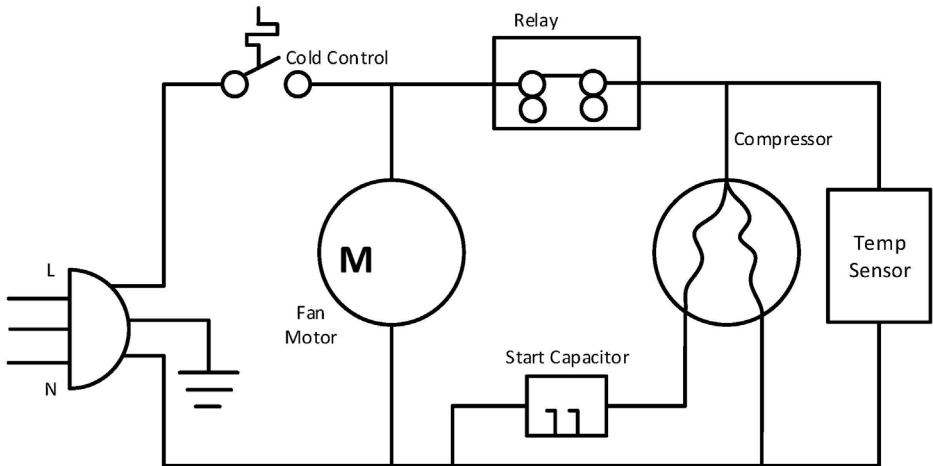 Relay
Cold Control
Compressor
L
M
Temp
Sensor
Fan
Motor
Start Capacitor
N